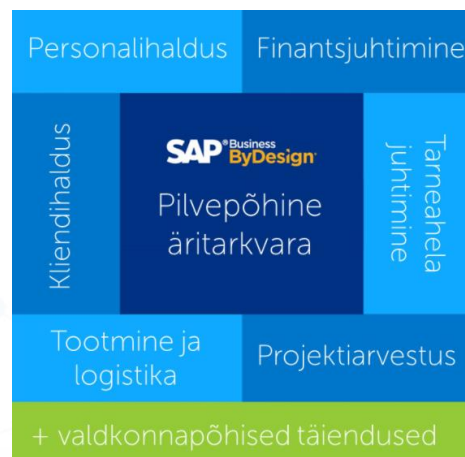 Personalihaldus
Finantsjuhtimine
Kliendihaldus
SAP® Business
ByDesign
Pilvepõhine
äritarkvara
Tarneahela
juhtimine
Tootmine ja
logistika
Projektiarvestus
+ valdkonnapõhised täiendused